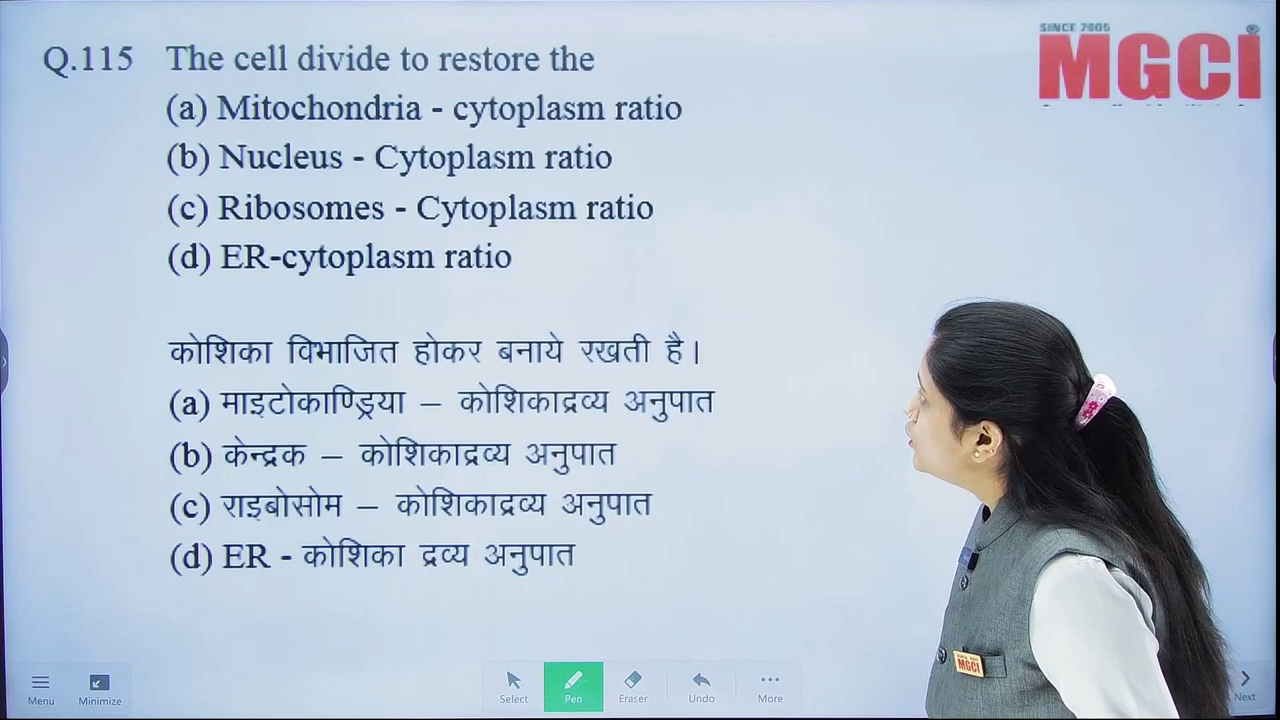 SINCE 2005
MGCI
Q.115 The cell divide to restore the
(a) Mitochondria - cytoplasm ratio
(b) Nucleus - Cytoplasm ratio
(c) Ribosomes - Cytoplasm ratio
(d) ER-cytoplasm ratio
कोशिका विभाजित होकर बनाये रखती है।
(a) माइटोकाण्ड्रिया – कोशिकाद्रव्य अनुपात
(b) केन्द्रक – कोशिकाद्रव्य अनुपात
(c) राइबोसोम – कोशिकाद्रव्य अनुपात
(d) ER - कोशिका द्रव्य अनुपात
MGCI
Menu Minimize Select Pen Eraser Undo More Next